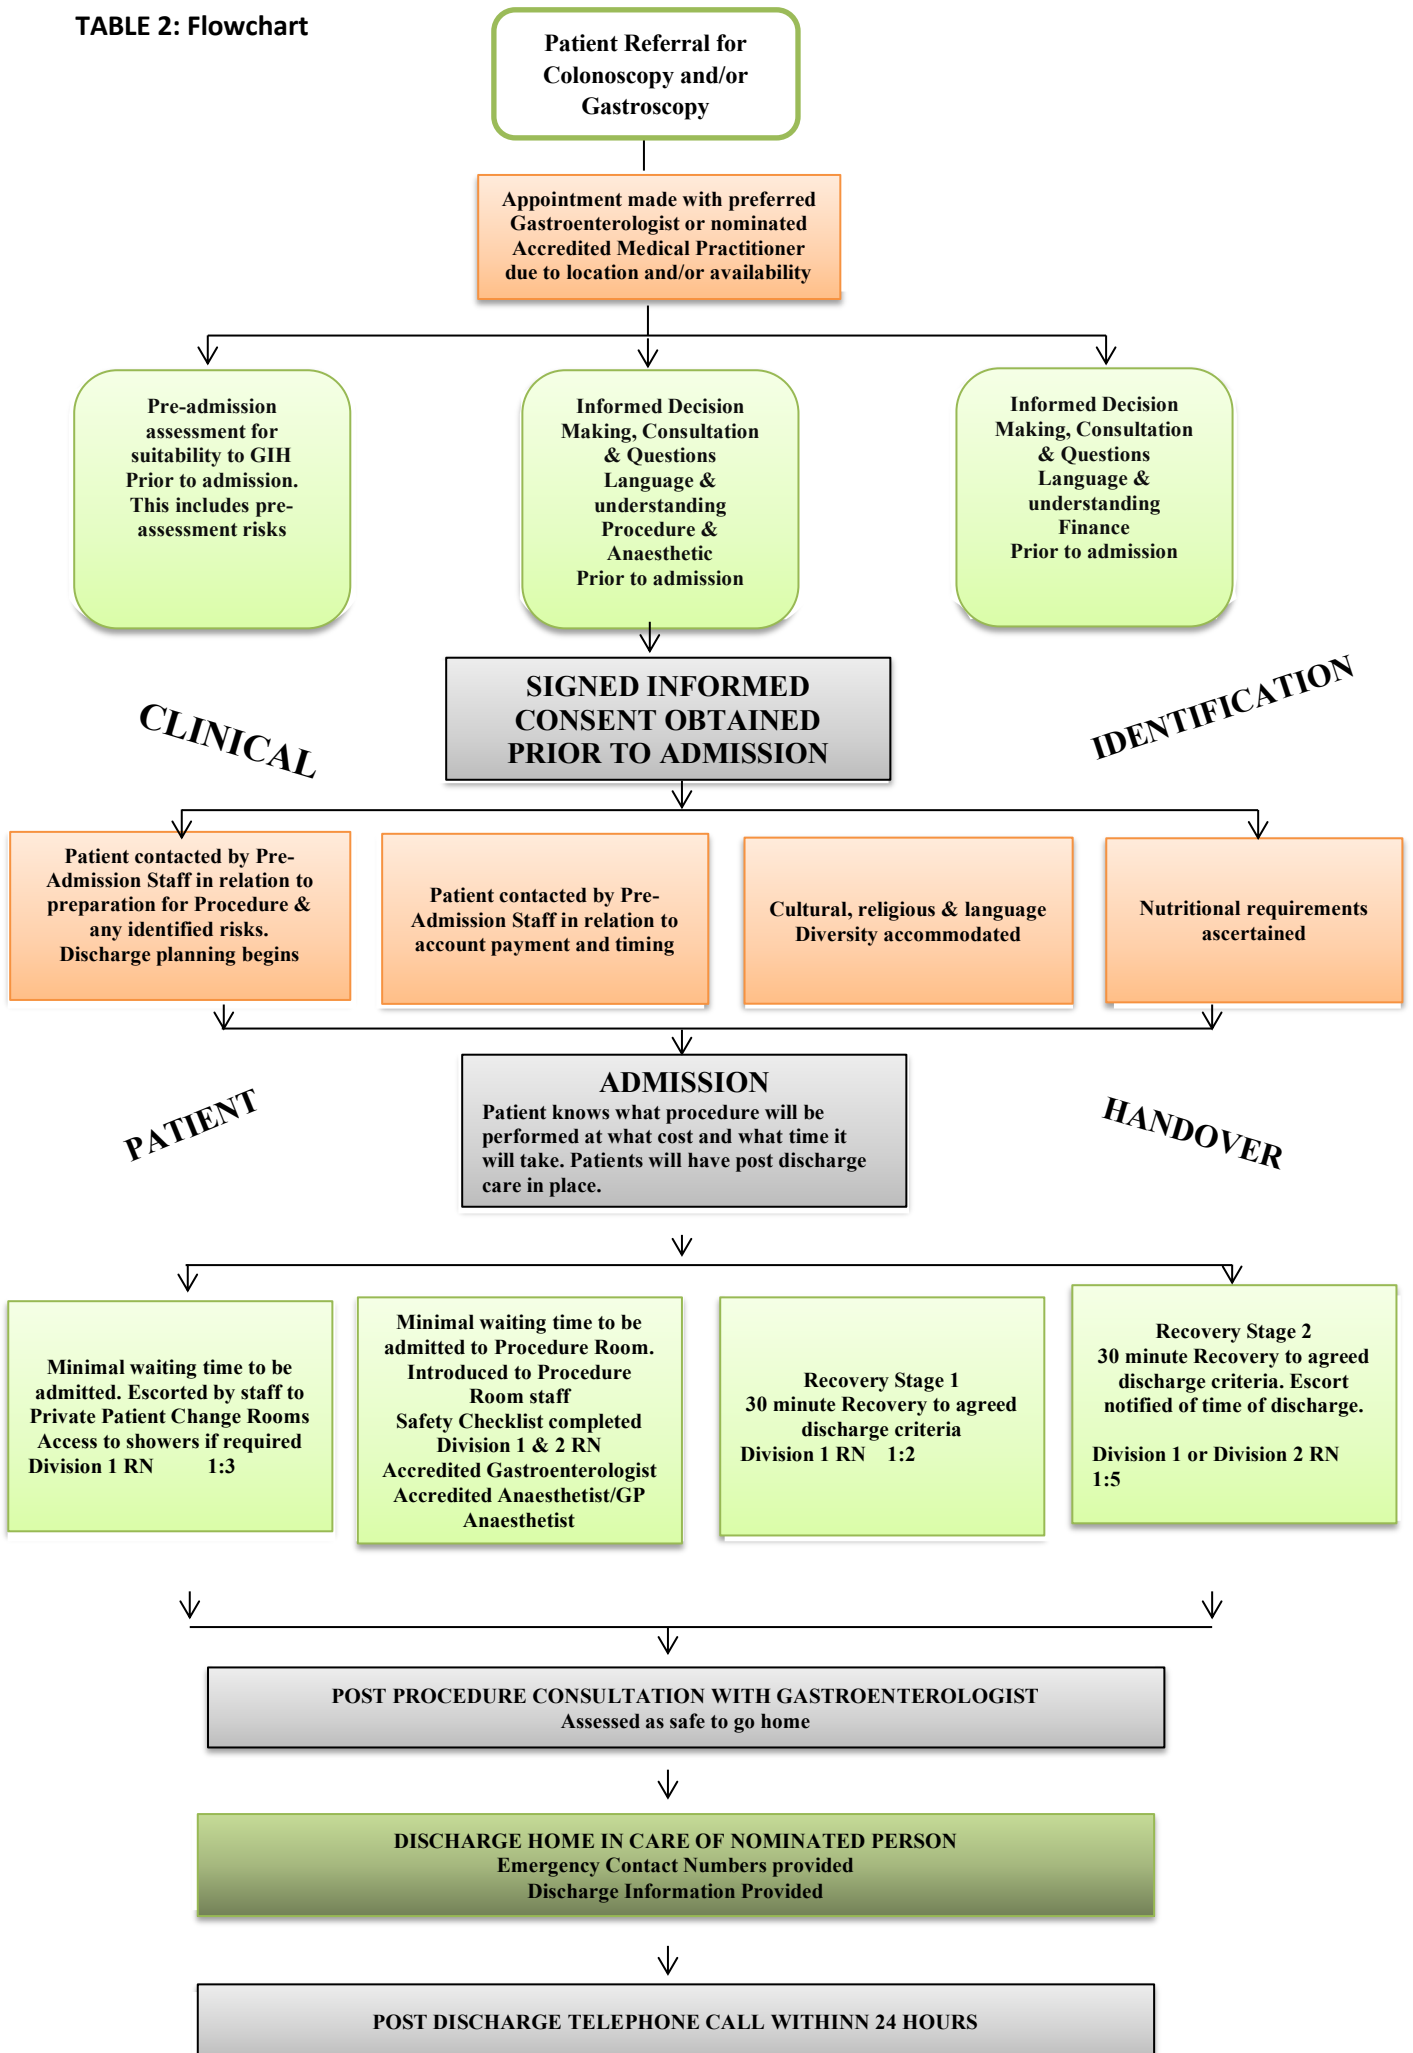 TABLE 2: Flowchart
Patient Referral for
Colonoscopy and/or
Gastroscopy
Appointment made with preferred
Gastroenterologist or nominated
Accredited Medical Practitioner
due to location and/or availability
Pre-admission
assessment for
suitability to GIH
Prior to admission.
This includes pre-
assessment risks
Informed Decision
Making, Consultation
& Questions
Language &
understanding
Procedure &
Anaesthetic
Prior to admission
Informed Decision
Making, Consultation
& Questions
Language &
understanding
Finance
Prior to admission
CLINICAL
SIGNED INFORMED
CONSENT OBTAINED
PRIOR TO ADMISSION
IDENTIFICATION
Patient contacted by Pre-
Admission Staff in relation to
preparation for Procedure &
any identified risks.
Discharge planning begins
Patient contacted by Pre-
Admission Staff in relation to
account payment and timing
Cultural, religious & language
Diversity accommodated
Nutritional requirements
ascertained
PATIENT
ADMISSION
Patient knows what procedure will be
performed at what cost and what time it
will take. Patients will have post discharge
care in place.
HANDOVER
Minimal waiting time to be
admitted. Escorted by staff to
Private Patient Change Rooms
Access to showers if required
Division 1 RN 1:3
Minimal waiting time to be
admitted to Procedure Room.
Introduced to Procedure
Room staff
Safety Checklist completed
Division 1 & 2 RN
Accredited Gastroenterologist
Accredited Anaesthetist/GP
Anaesthetist
Recovery Stage 1
30 minute Recovery to agreed
discharge criteria
Division 1 RN 1:2
Recovery Stage 2
30 minute Recovery to agreed
discharge criteria. Escort
notified of time of discharge.
Division 1 or Division 2 RN
1:5
POST PROCEDURE CONSULTATION WITH GASTROENTEROLOGIST
Assessed as safe to go home
DISCHARGE HOME IN CARE OF NOMINATED PERSON
Emergency Contact Numbers provided
Discharge Information Provided
POST DISCHARGE TELEPHONE CALL WITHINN 24 HOURS